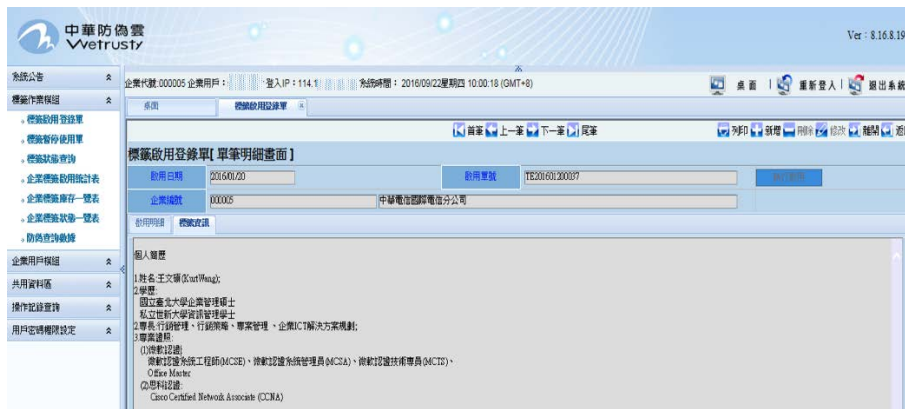 中華防偽雲
Wetrusty
Ver：8.16.8.19
系統公告
企業代號:000005 企業用戶： 登入IP：114.1 系統時間： 2016/09/22星期四 10:00:18 (GMT+8)
桌面 | 重新登入 | 退出系統
標籤作業模組
桌面 標籤啟用登錄單
標籤啟用登錄單
標籤暫停使用單
標籤狀態查詢
企業標籤啟用統計表
企業標籤庫存一覽表
企業標籤狀態一覽表
防偽查詢數據
企業用戶模組
共用資料區
操作記錄查詢
用戶密碼權限設定
首筆 上一筆 下一筆 尾筆
列印 新增 刪除 修改 離開
標籤啟用登錄單[ 單筆明細畫面 ]
啟用日期 2016/01/20 啟用單號 TE201601200037
企業編號 000005 中華電信國際電信分公司
啟用明細 標籤資訊
個人簡歷
1.姓名:王文 (Kurt Wang);
2.學歷:
國立臺北大學企業管理碩士
私立世新大學資訊管理學士
2.專長:行銷管理、行銷策略、專案管理 、企業ICT解決方案規劃;
3.專業證照:
(1)微軟認證
微軟認證系統工程師(MCSE)、微軟認證系統管理員(MCSA)、微軟認證技術專員(MCTS)、
Office Master
(2)思科認證:
Cisco Certified Network Associate (CCNA)